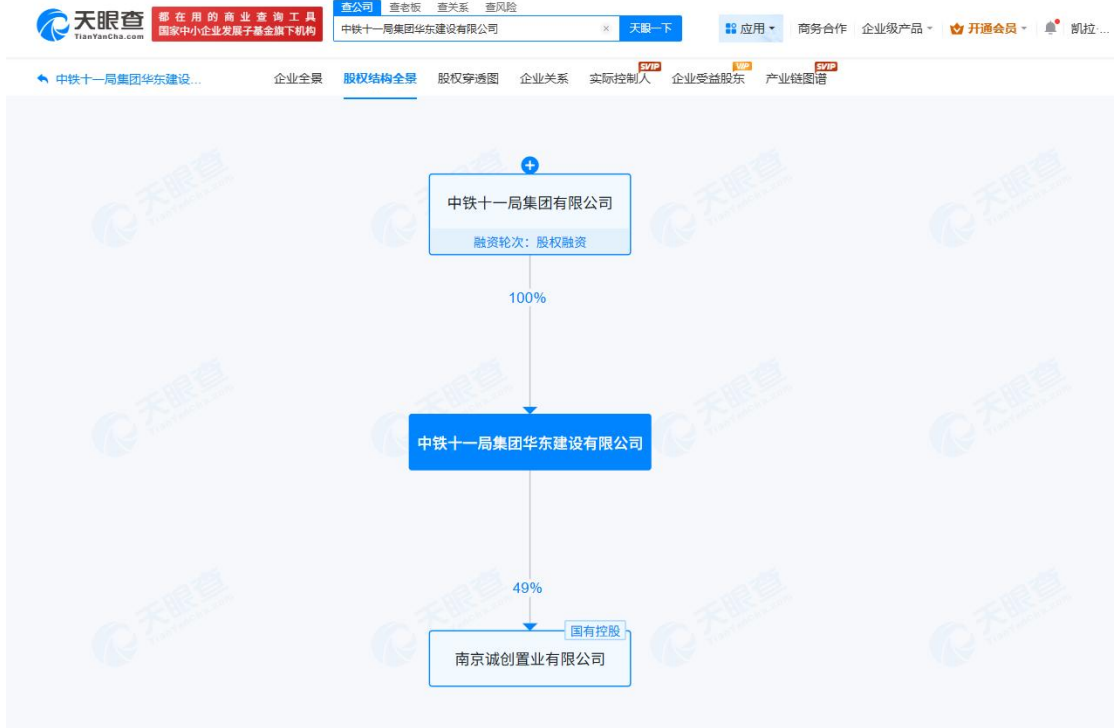 天眼查
TianYanCha.com
都在用的商业查询工具
国家中小企业发展子基金旗下机构
查公司 查老板 查关系 查风险
中铁十一局集团华东建设有限公司 × 天眼一下
应用 商务合作 企业级产品 开通会员 凯拉·...
中铁十一局集团华东建设... 企业全景 股权结构全景 股权穿透图 企业关系 实际控制人 SVIP 企业受益股东 VIP 产业链图谱 SVIP
中铁十一局集团有限公司
融资轮次：股权融资
100%
中铁十一局集团华东建设有限公司
49%
国有控股
南京诚创置业有限公司